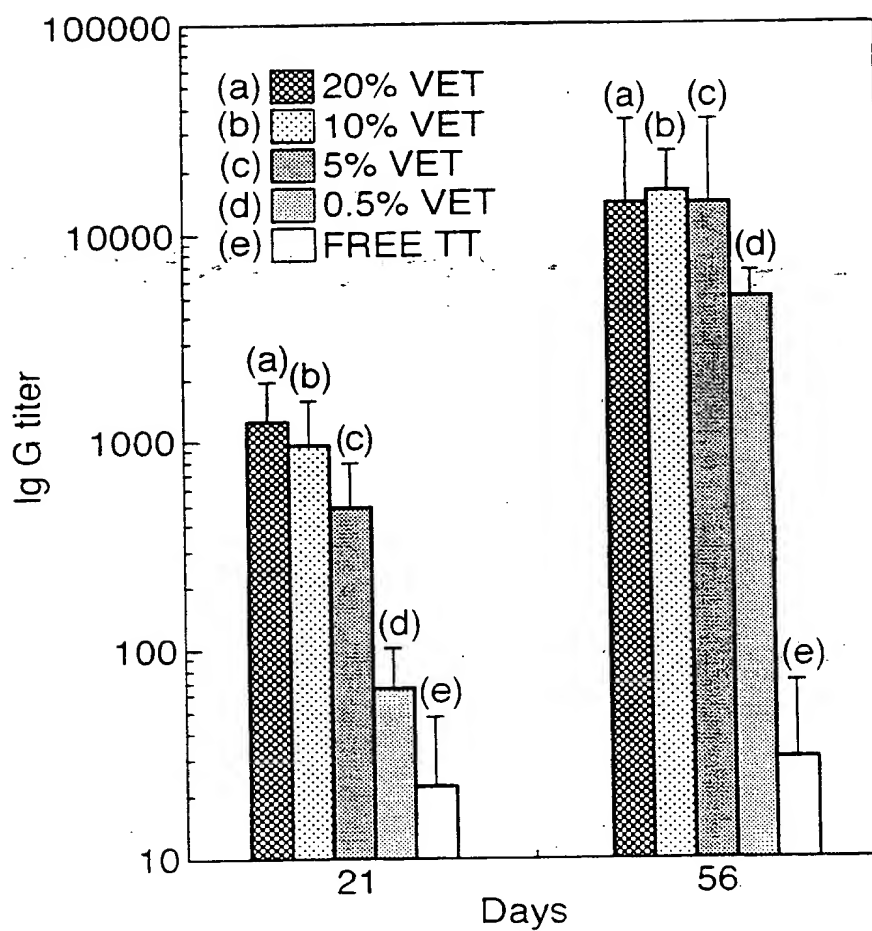 100000
10000
1000
100
10
Ig G titer
(a) 20% VET
(b) 10% VET
(c) 5% VET
(d) 0.5% VET
(e) FREE TT
(a)
(b)
(c)
(d)
(e)
(a)
(b)
(c)
(d)
(e)
21
56
Days